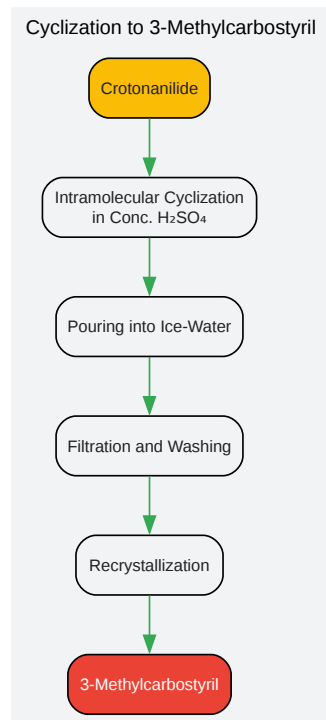 Cyclization to 3-Methylcarbostyril
Crotonanilide
Intramolecular Cyclization
in Conc. H₂SO₄
Pouring into Ice-Water
Filtration and Washing
Recrystallization
3-Methylcarbostyril